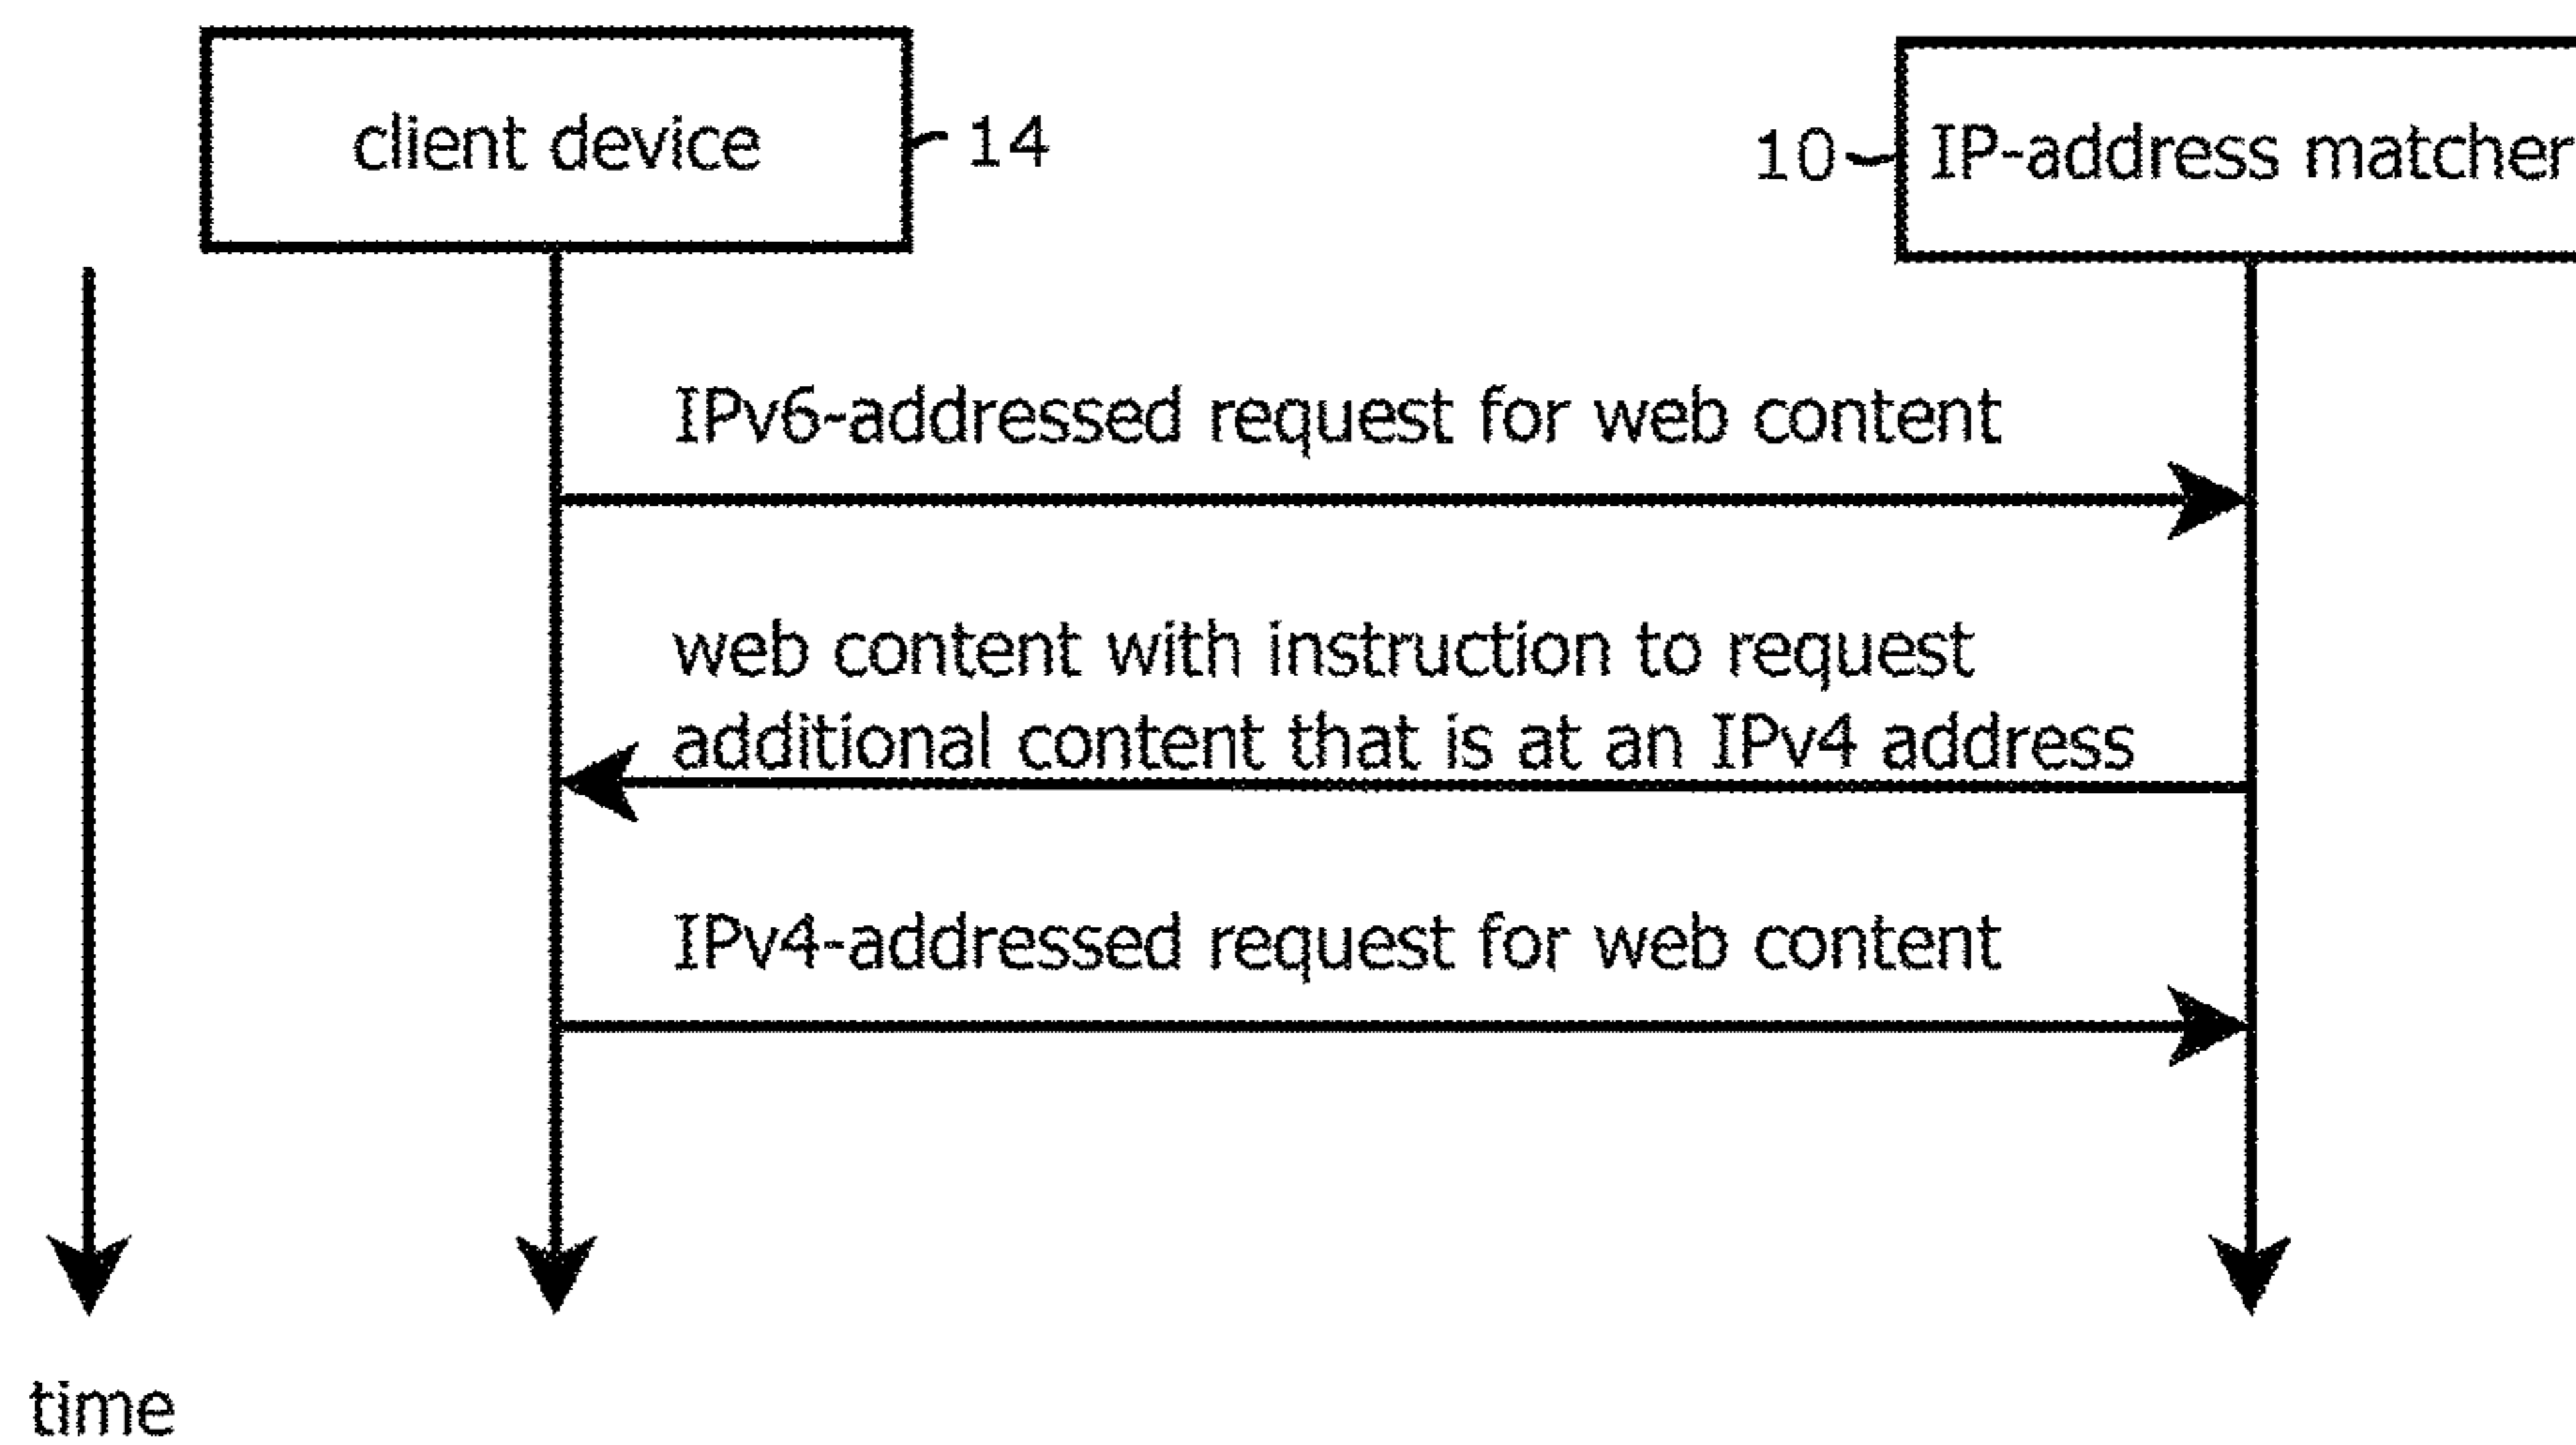 client device
14
10
IP-address matcher
IPv6-addressed request for web content
web content with instruction to request
additional content that is at an IPv4 address
IPv4-addressed request for web content
time